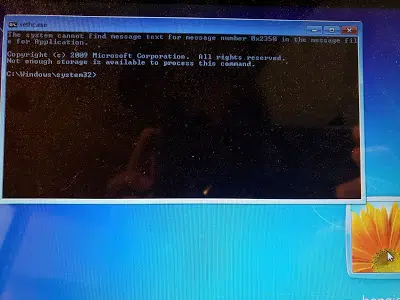 sethc.exe
The system cannot find message text for message number 0x2350 in the message fil
e for Application.
Copyright (c) 2009 Microsoft Corporation.  All rights reserved.
Not enough storage is available to process this command.
C:\Windows\system32>